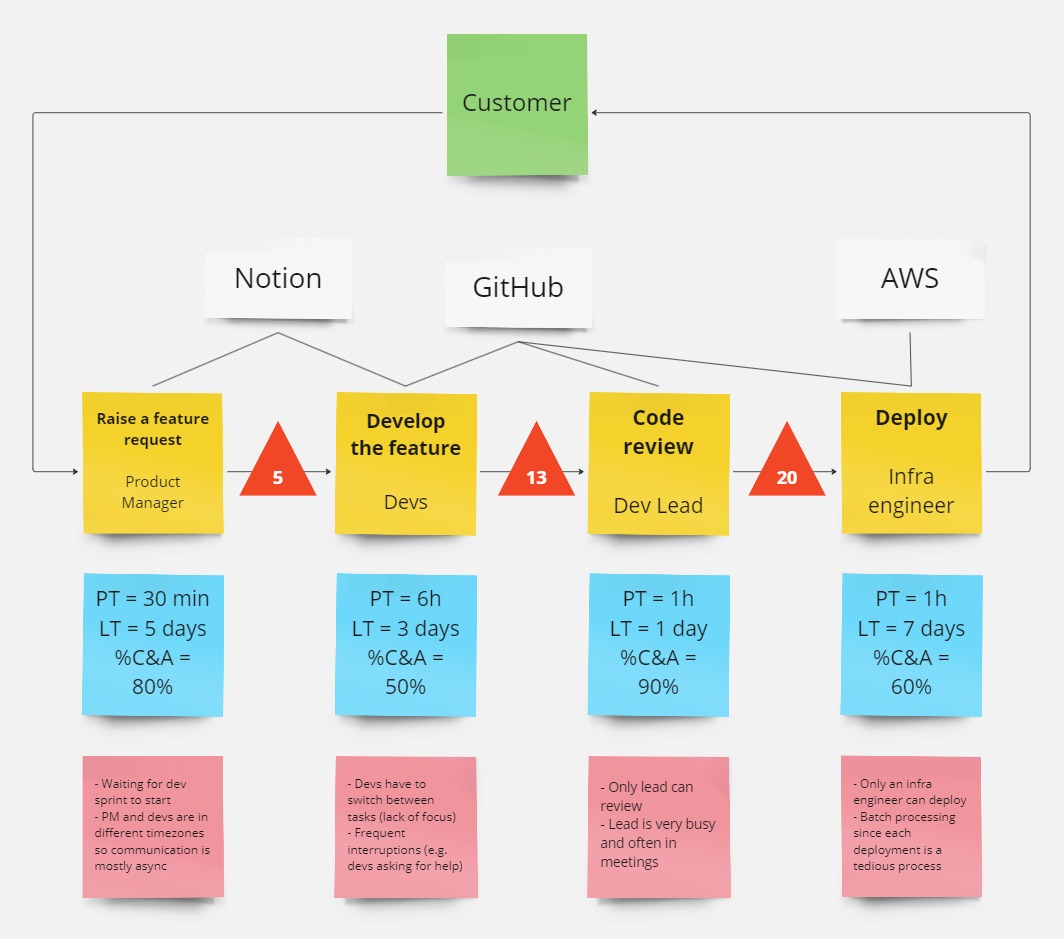 Customer
Notion
GitHub
AWS
Raise a feature
request
Product
Manager
5
Develop
the feature
Devs
13
Code
review
Dev Lead
20
Deploy
Infra
engineer
PT = 30 min
LT = 5 days
%C&A =
80%
PT = 6h
LT = 3 days
%C&A =
50%
PT = 1h
LT = 1 day
%C&A =
90%
PT = 1h
LT = 7 days
%C&A =
60%
- Waiting for dev
sprint to start
- PM and devs are in
different timezones
so communication is
mostly async
- Devs have to
switch between
tasks (lack of focus)
- Frequent
interruptions (e.g.
devs asking for help)
- Only lead can
review
- Lead is very busy
and often in
meetings
- Only an infra
engineer can deploy
- Batch processing
since each
deployment is a
tedious process